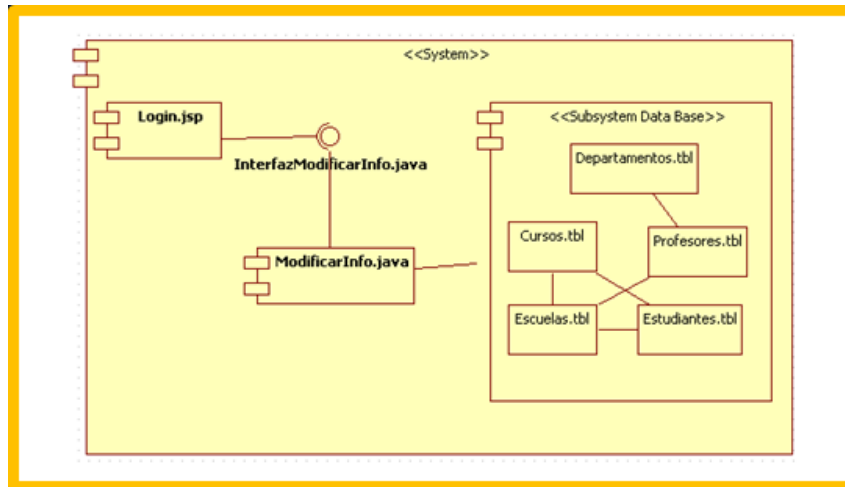 <<System>>
Login.jsp
InterfazModificarInfo.java
ModificarInfo.java
<<Subsystem Data Base>>
Departamentos.tbl
Cursos.tbl
Profesores.tbl
Escuelas.tbl
Estudiantes.tbl